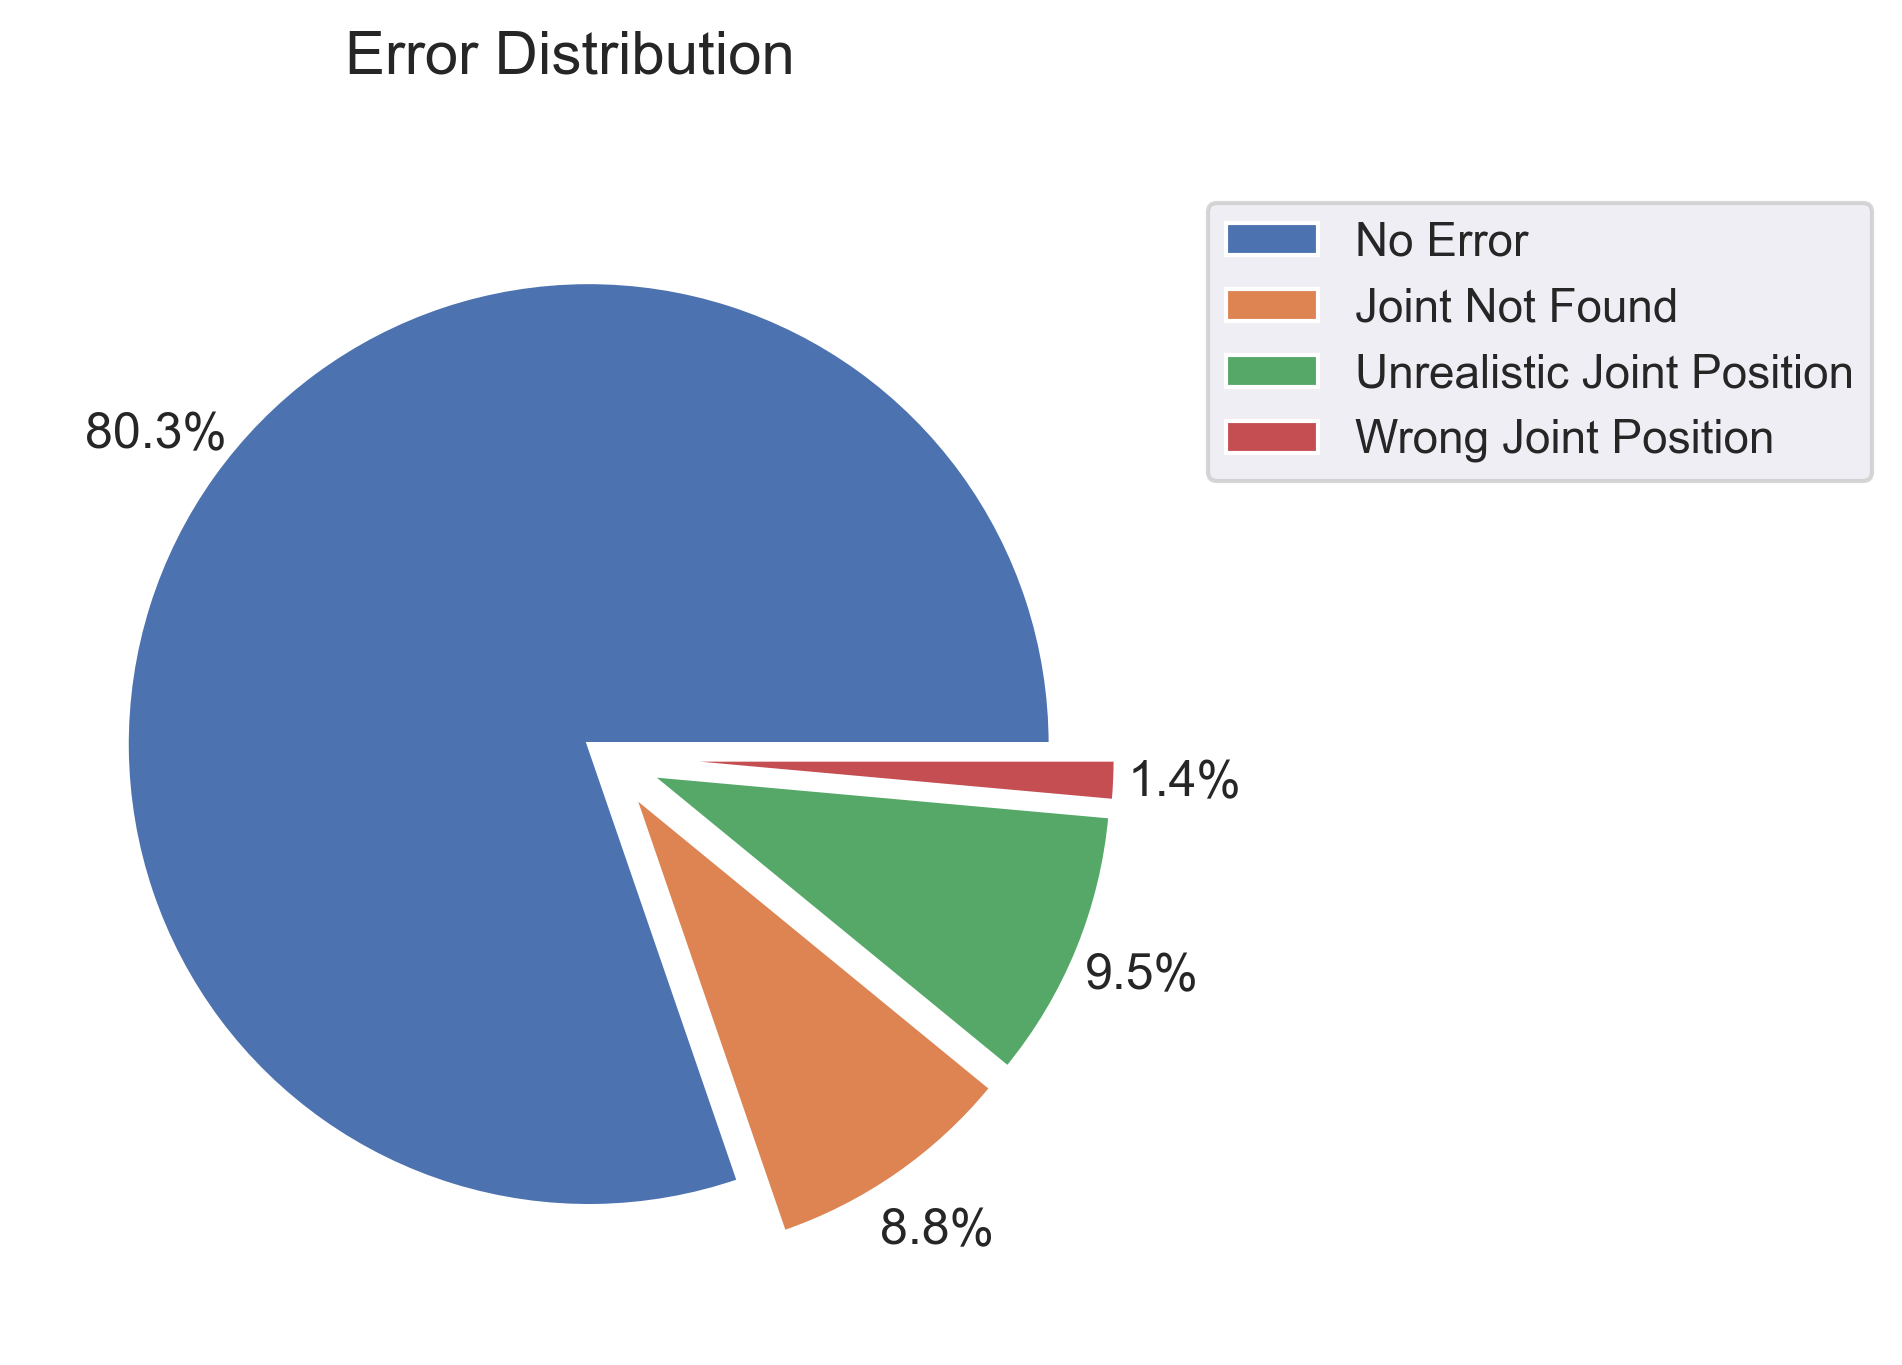 Error Distribution
No Error
Joint Not Found
Unrealistic Joint Position
Wrong Joint Position
80.3%
1.4%
9.5%
8.8%